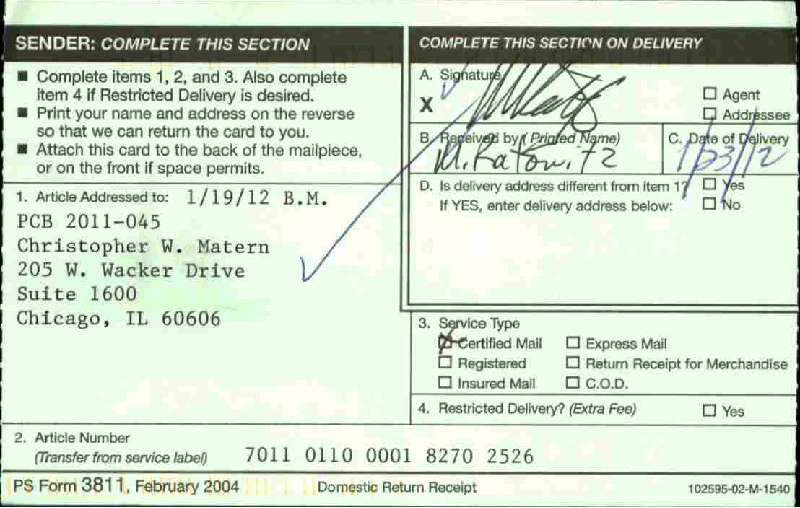 SENDER: COMPLETE THIS SECTION
■ Complete items 1, 2, and 3. Also complete
item 4 if Restricted Delivery is desired.
■ Print your name and address on the reverse
so that we can return the card to you.
■ Attach this card to the back of the mailpiece,
or on the front if space permits.
1. Article Addressed to: 1/19/12 B.M.
PCB 2011-045
Christopher W. Matern
205 W. Wacker Drive
Suite 1600
Chicago, IL 60606
COMPLETE THIS SECTION ON DELIVERY
A. Signature
X
☐ Agent
☐ Addressee
B. Received by (Printed Name)
C. Date of Delivery
1/23/12
D. Is delivery address different from item 1? ☐ Yes
If YES, enter delivery address below: ☐ No
3. Service Type
☒ Certified Mail ☐ Express Mail
☐ Registered ☐ Return Receipt for Merchandise
☐ Insured Mail ☐ C.O.D.
4. Restricted Delivery? (Extra Fee) ☐ Yes
2. Article Number
(Transfer from service label) 7011 0110 0001 8270 2526
PS Form 3811, February 2004 Domestic Return Receipt 102595-02-M-1540